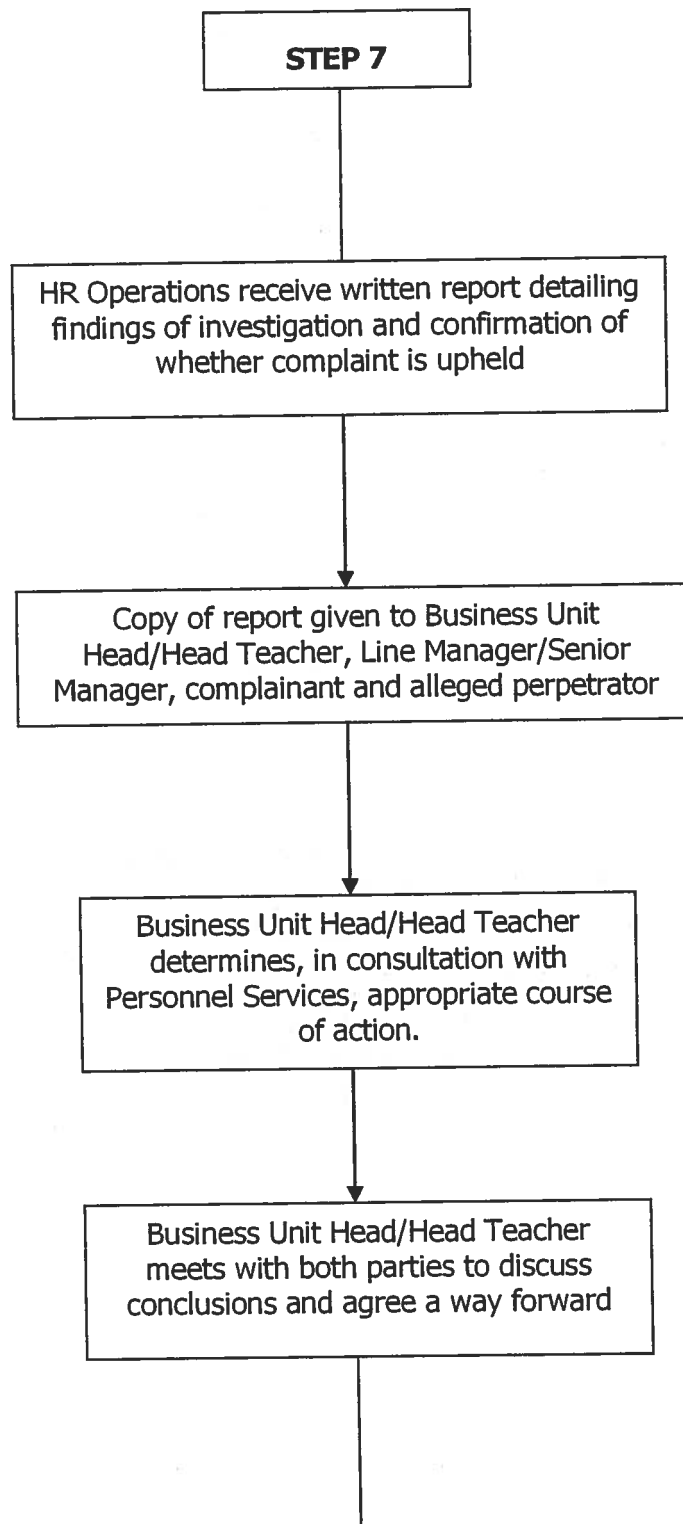 STEP 7
HR Operations receive written report detailing
findings of investigation and confirmation of
whether complaint is upheld
Copy of report given to Business Unit
Head/Head Teacher, Line Manager/Senior
Manager, complainant and alleged perpetrator
Business Unit Head/Head Teacher
determines, in consultation with
Personnel Services, appropriate course
of action.
Business Unit Head/Head Teacher
meets with both parties to discuss
conclusions and agree a way forward